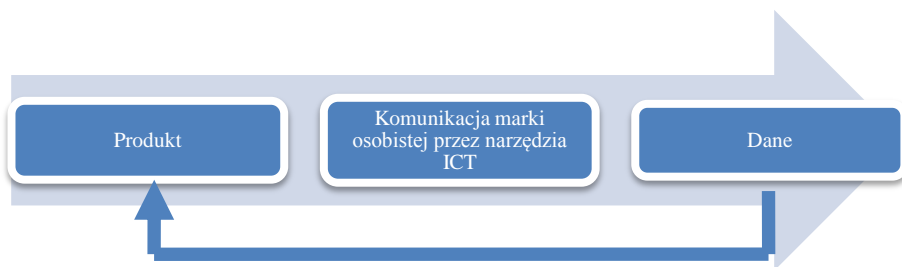 Produkt
Komunikacja marki
osobistej przez narzędzia
ICT
Dane